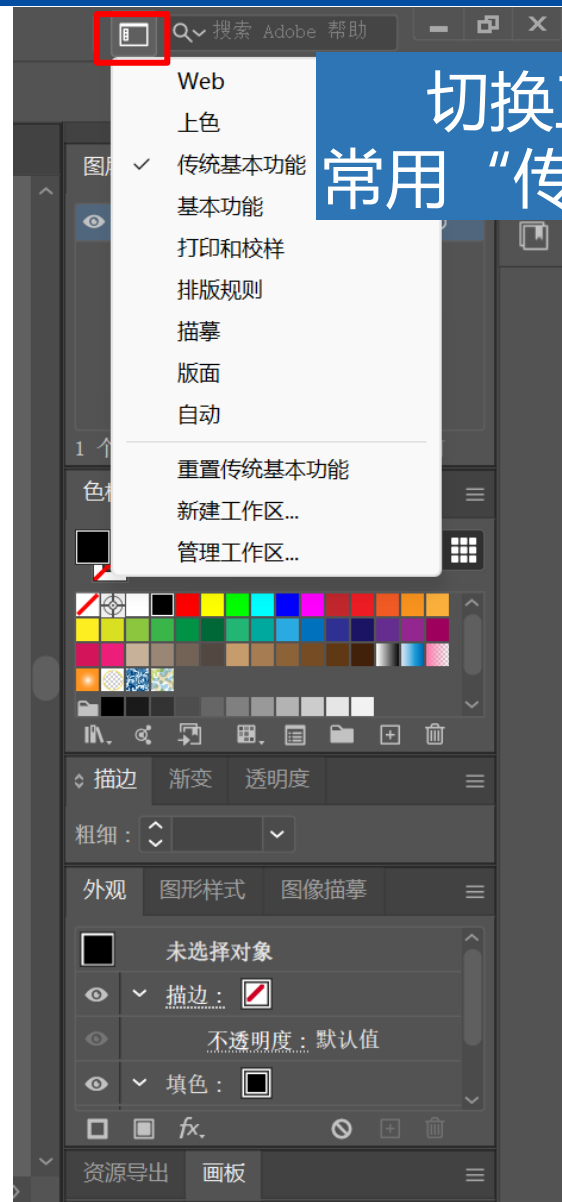 搜索 Adobe 帮助
Web
切换
上色
图
传统基本功能
常用“传
基本功能
打印和校样
排版规则
描摹
版面
自动
1 个
重置传统基本功能
色
新建工作区...
管理工作区...
描边 渐变 透明度
粗细：
外观 图形样式 图像描摹
未选择对象
描边：
不透明度：默认值
填色：
fx.
资源导出 画板